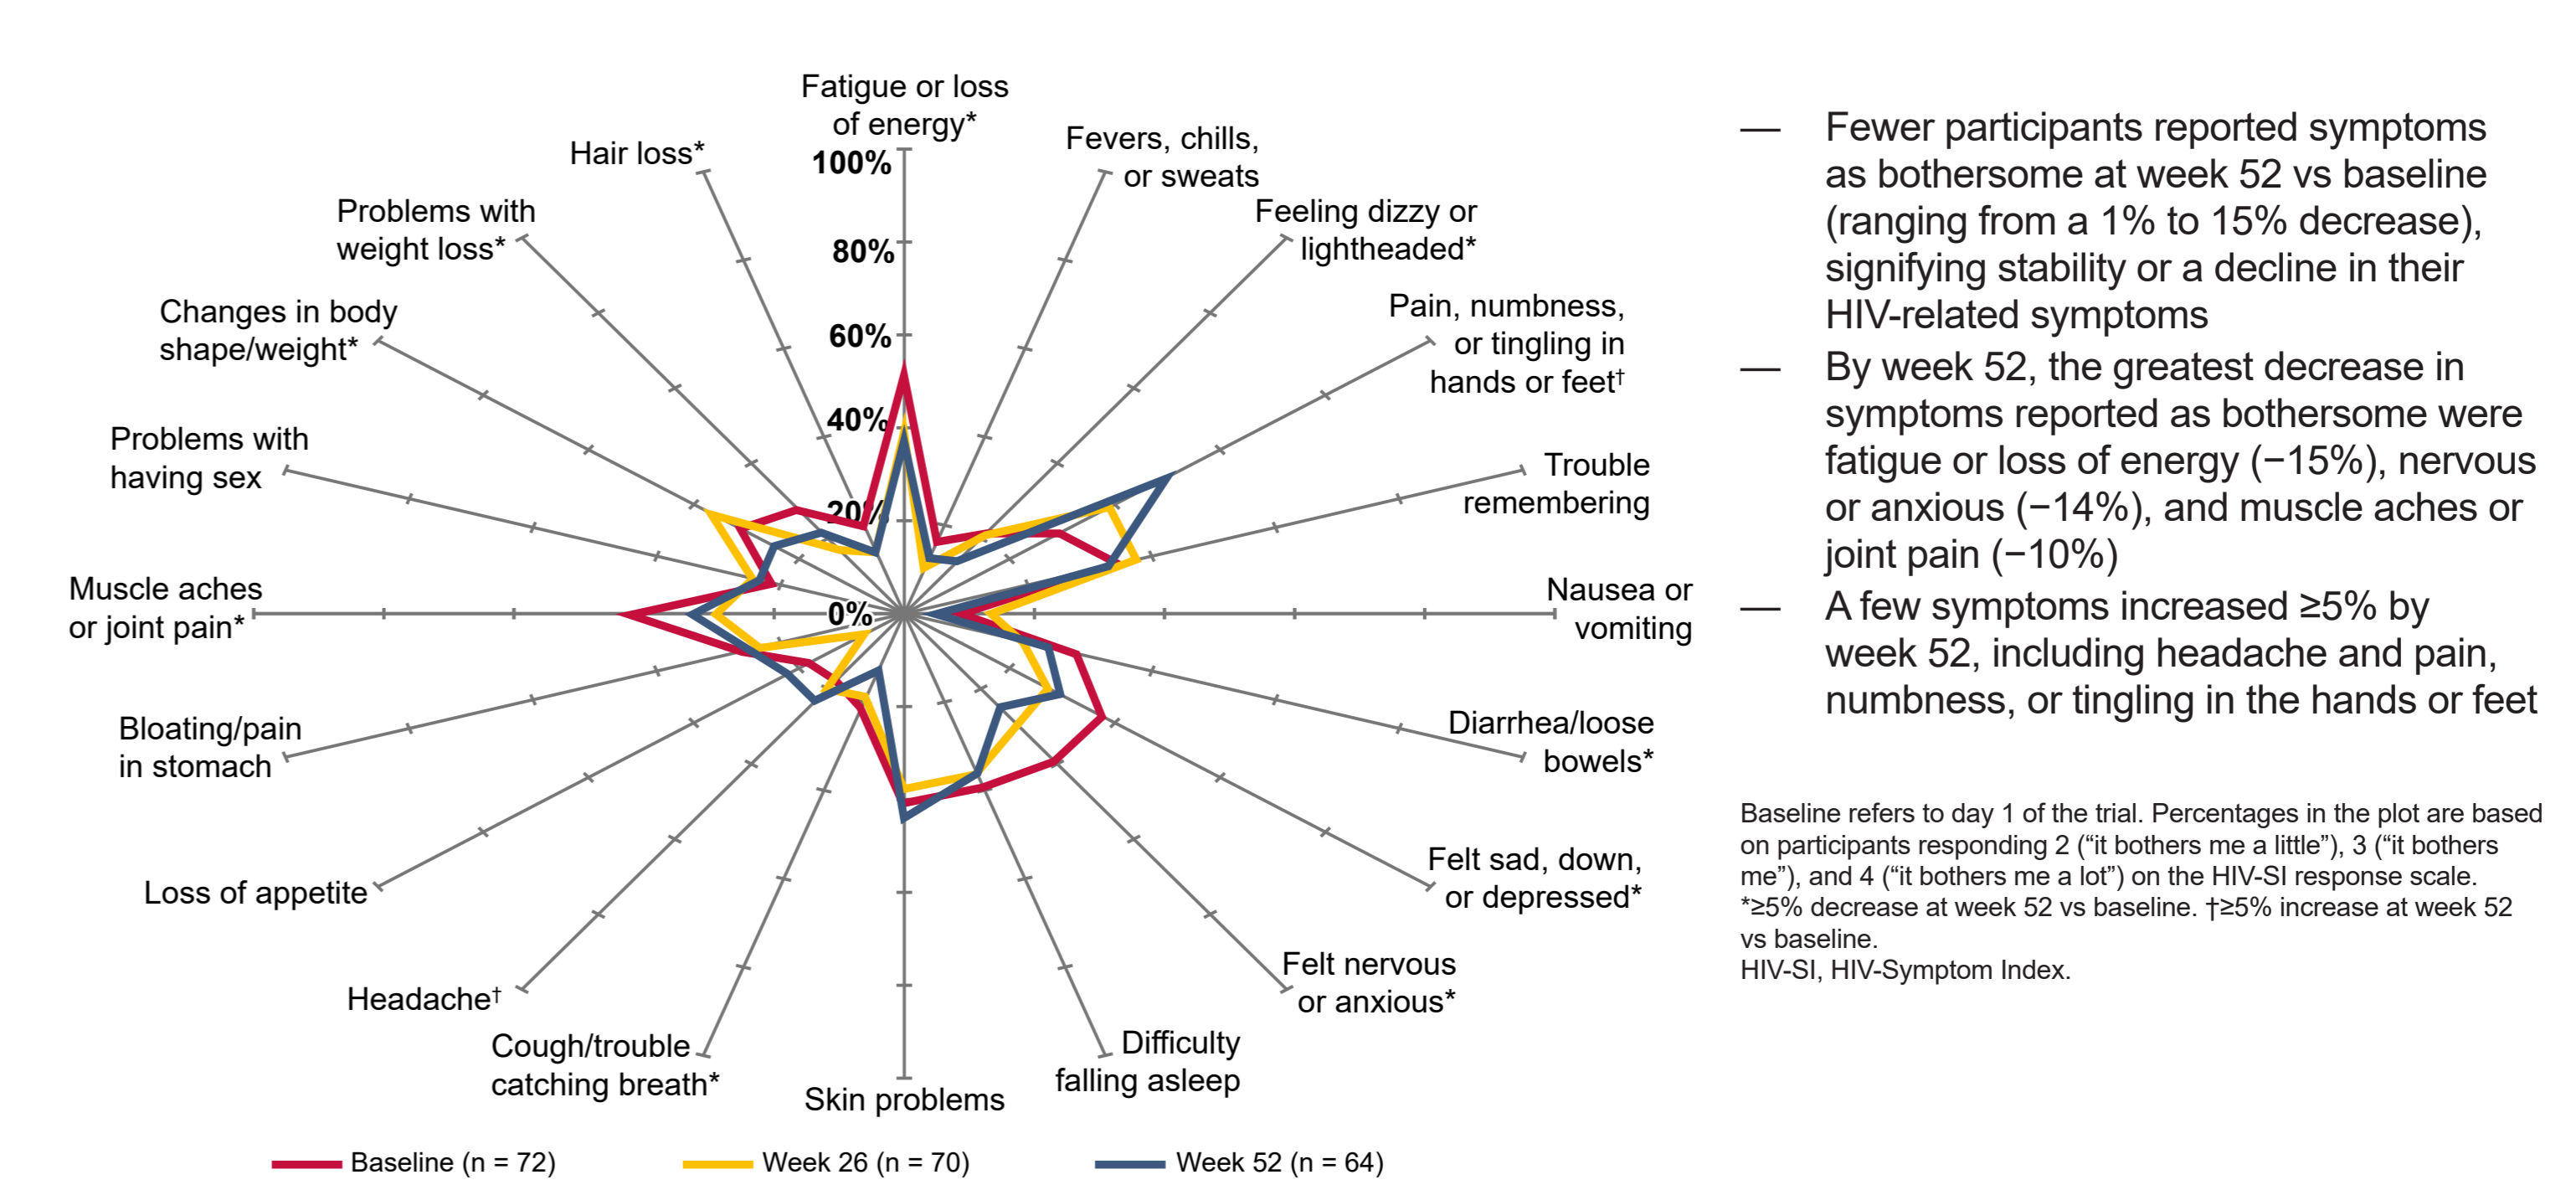 Fatigue or loss
of energy*
Fevers, chills,
or sweats
Feeling dizzy or
lightheaded*
Pain, numbness,
or tingling in
hands or feet†
Trouble
remembering
Nausea or
vomiting
Diarrhea/loose
bowels*
Felt sad, down,
or depressed*
Felt nervous
or anxious*
Difficulty
falling asleep
Skin problems
Cough/trouble
catching breath*
Headache†
Loss of appetite
Bloating/pain
in stomach
Muscle aches
or joint pain*
Problems with
having sex
Changes in body
shape/weight*
Problems with
weight loss*
Hair loss*
100%
80%
60%
40%
20%
0%
Baseline (n = 72)
Week 26 (n = 70)
Week 52 (n = 64)
— Fewer participants reported symptoms
as bothersome at week 52 vs baseline
(ranging from a 1% to 15% decrease),
signifying stability or a decline in their
HIV-related symptoms
— By week 52, the greatest decrease in
symptoms reported as bothersome were
fatigue or loss of energy (−15%), nervous
or anxious (−14%), and muscle aches or
joint pain (−10%)
— A few symptoms increased ≥5% by
week 52, including headache and pain,
numbness, or tingling in the hands or feet
Baseline refers to day 1 of the trial. Percentages in the plot are based
on participants responding 2 (“it bothers me a little”), 3 (“it bothers
me”), and 4 (“it bothers me a lot”) on the HIV-SI response scale.
*≥5% decrease at week 52 vs baseline. †≥5% increase at week 52
vs baseline.
HIV-SI, HIV-Symptom Index.